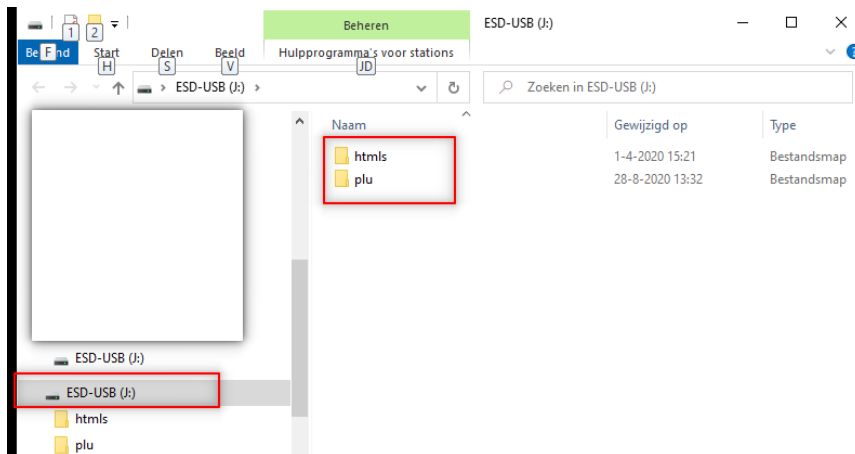 1 2
Beheren ESD-USB (J:)
Be F nd Start Delen Beeld Hulpprogramma's voor stations
H S V JD
ESD-USB (J:) Zoeken in ESD-USB (J:)
Naam Gewijzigd op Type
htmls 1-4-2020 15:21 Bestandsmap
plu 28-8-2020 13:32 Bestandsmap
ESD-USB (J:)
ESD-USB (J:)
htmls
plu